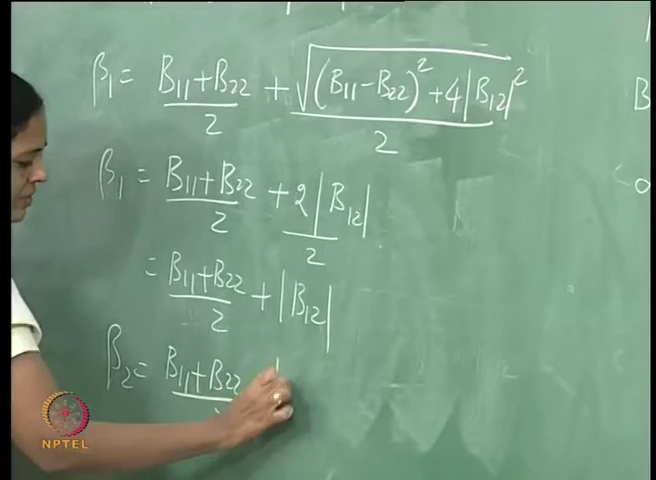 β₁ = (B₁₁+B₂₂)/2 + √((B₁₁-B₂₂)²+4|B₁₂|²)/2
β₁ = (B₁₁+B₂₂)/2 + 2|B₁₂|/2
= (B₁₁+B₂₂)/2 + |B₁₂|
β₂ = B₁₁+B₂₂
B
NPTEL